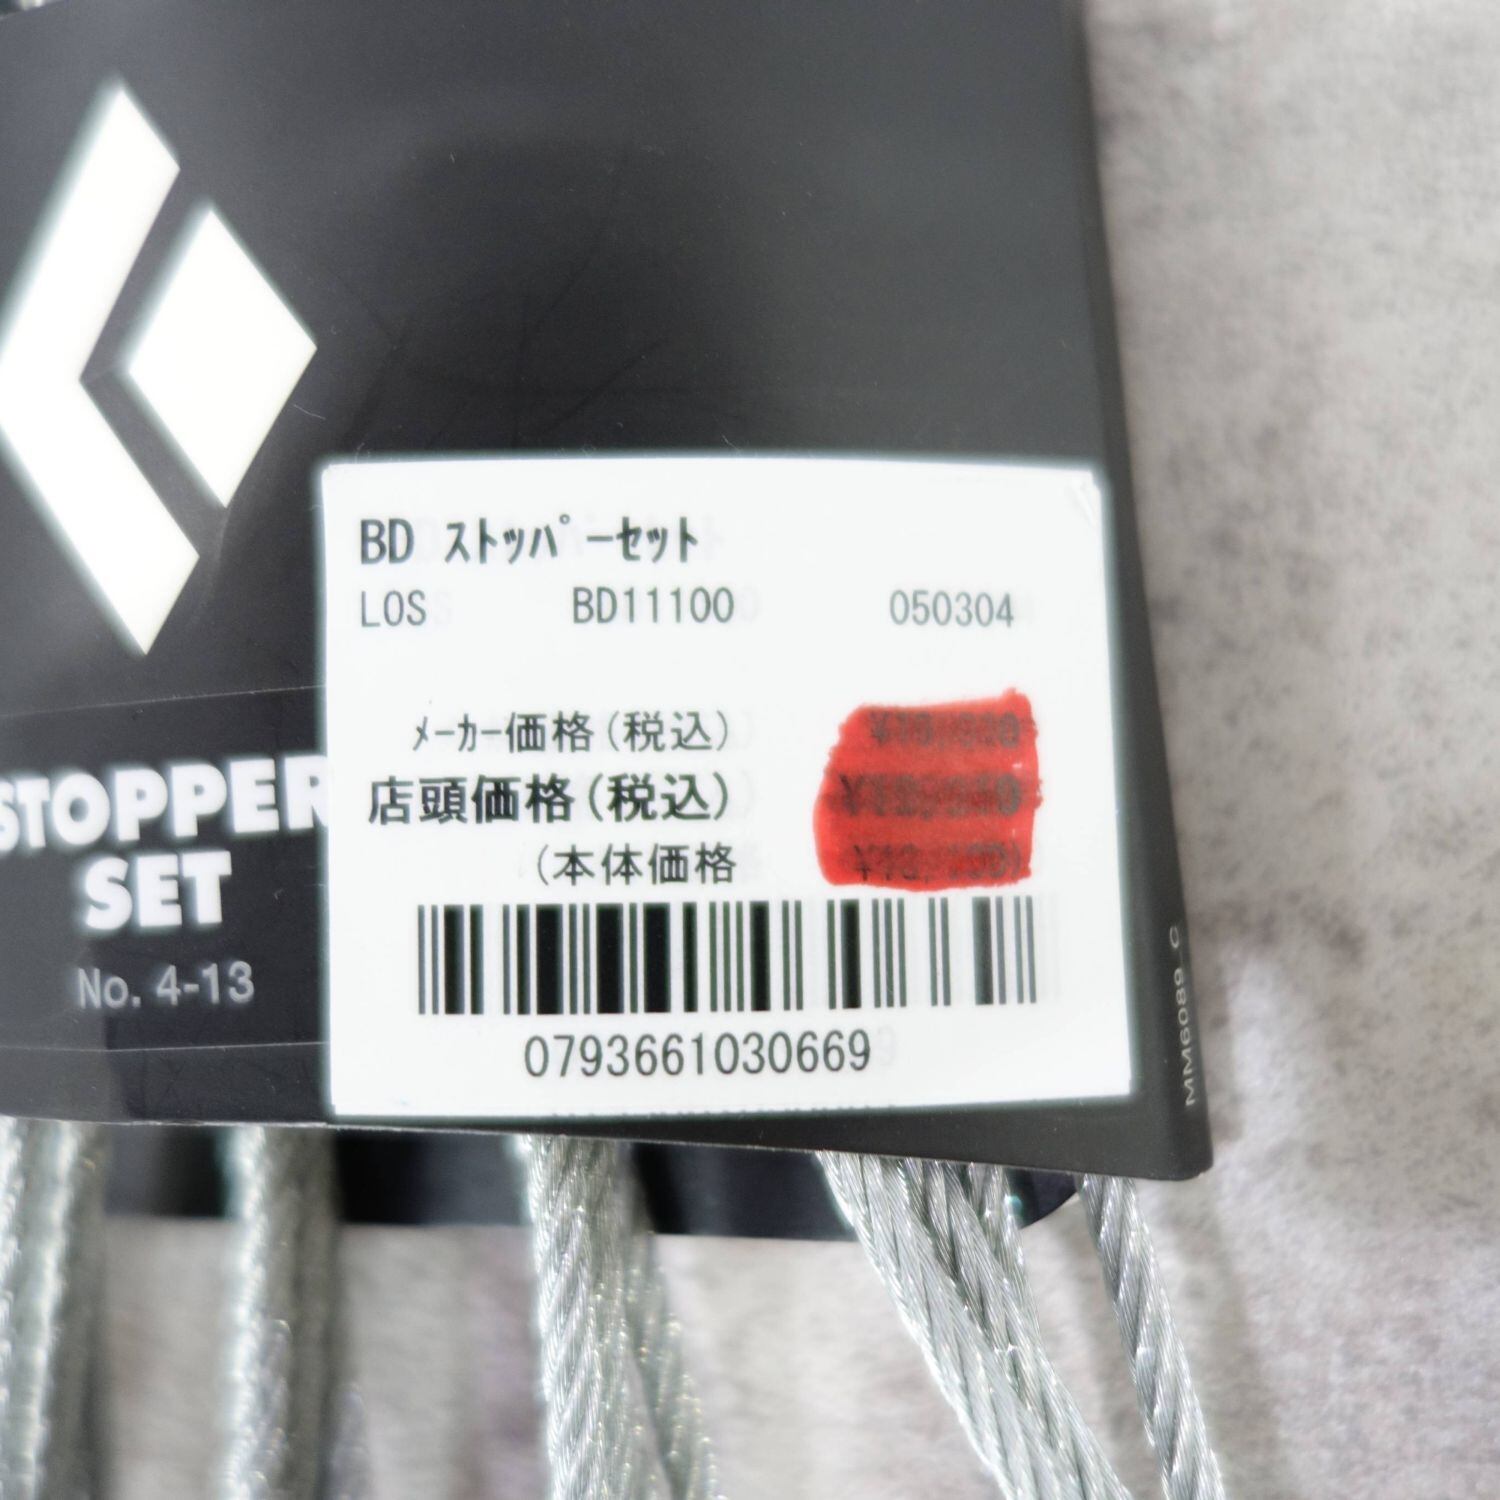 BD ｽﾄｯﾊﾟｰｾｯﾄ
LOS BD11100 050304
ﾒｰｶｰ価格(税込)
店頭価格(税込)
(本体価格
0793661030669
STOPPER
SET
No. 4-13
MM6089_C